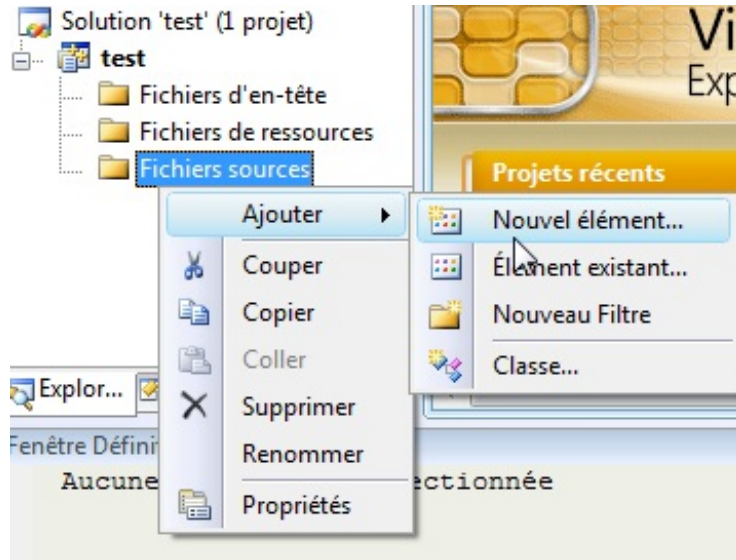 Solution 'test' (1 projet)
test
Fichiers d'en-tête
Fichiers de ressources
Fichiers sources
Vi
Exp
Projets récents
Ajouter
Couper
Copier
Coller
Supprimer
Renommer
Propriétés
Nouvel élément...
Élément existant...
Nouveau Filtre
Classe...
Explor...
Fenêtre Défini
Aucune
ectionnée